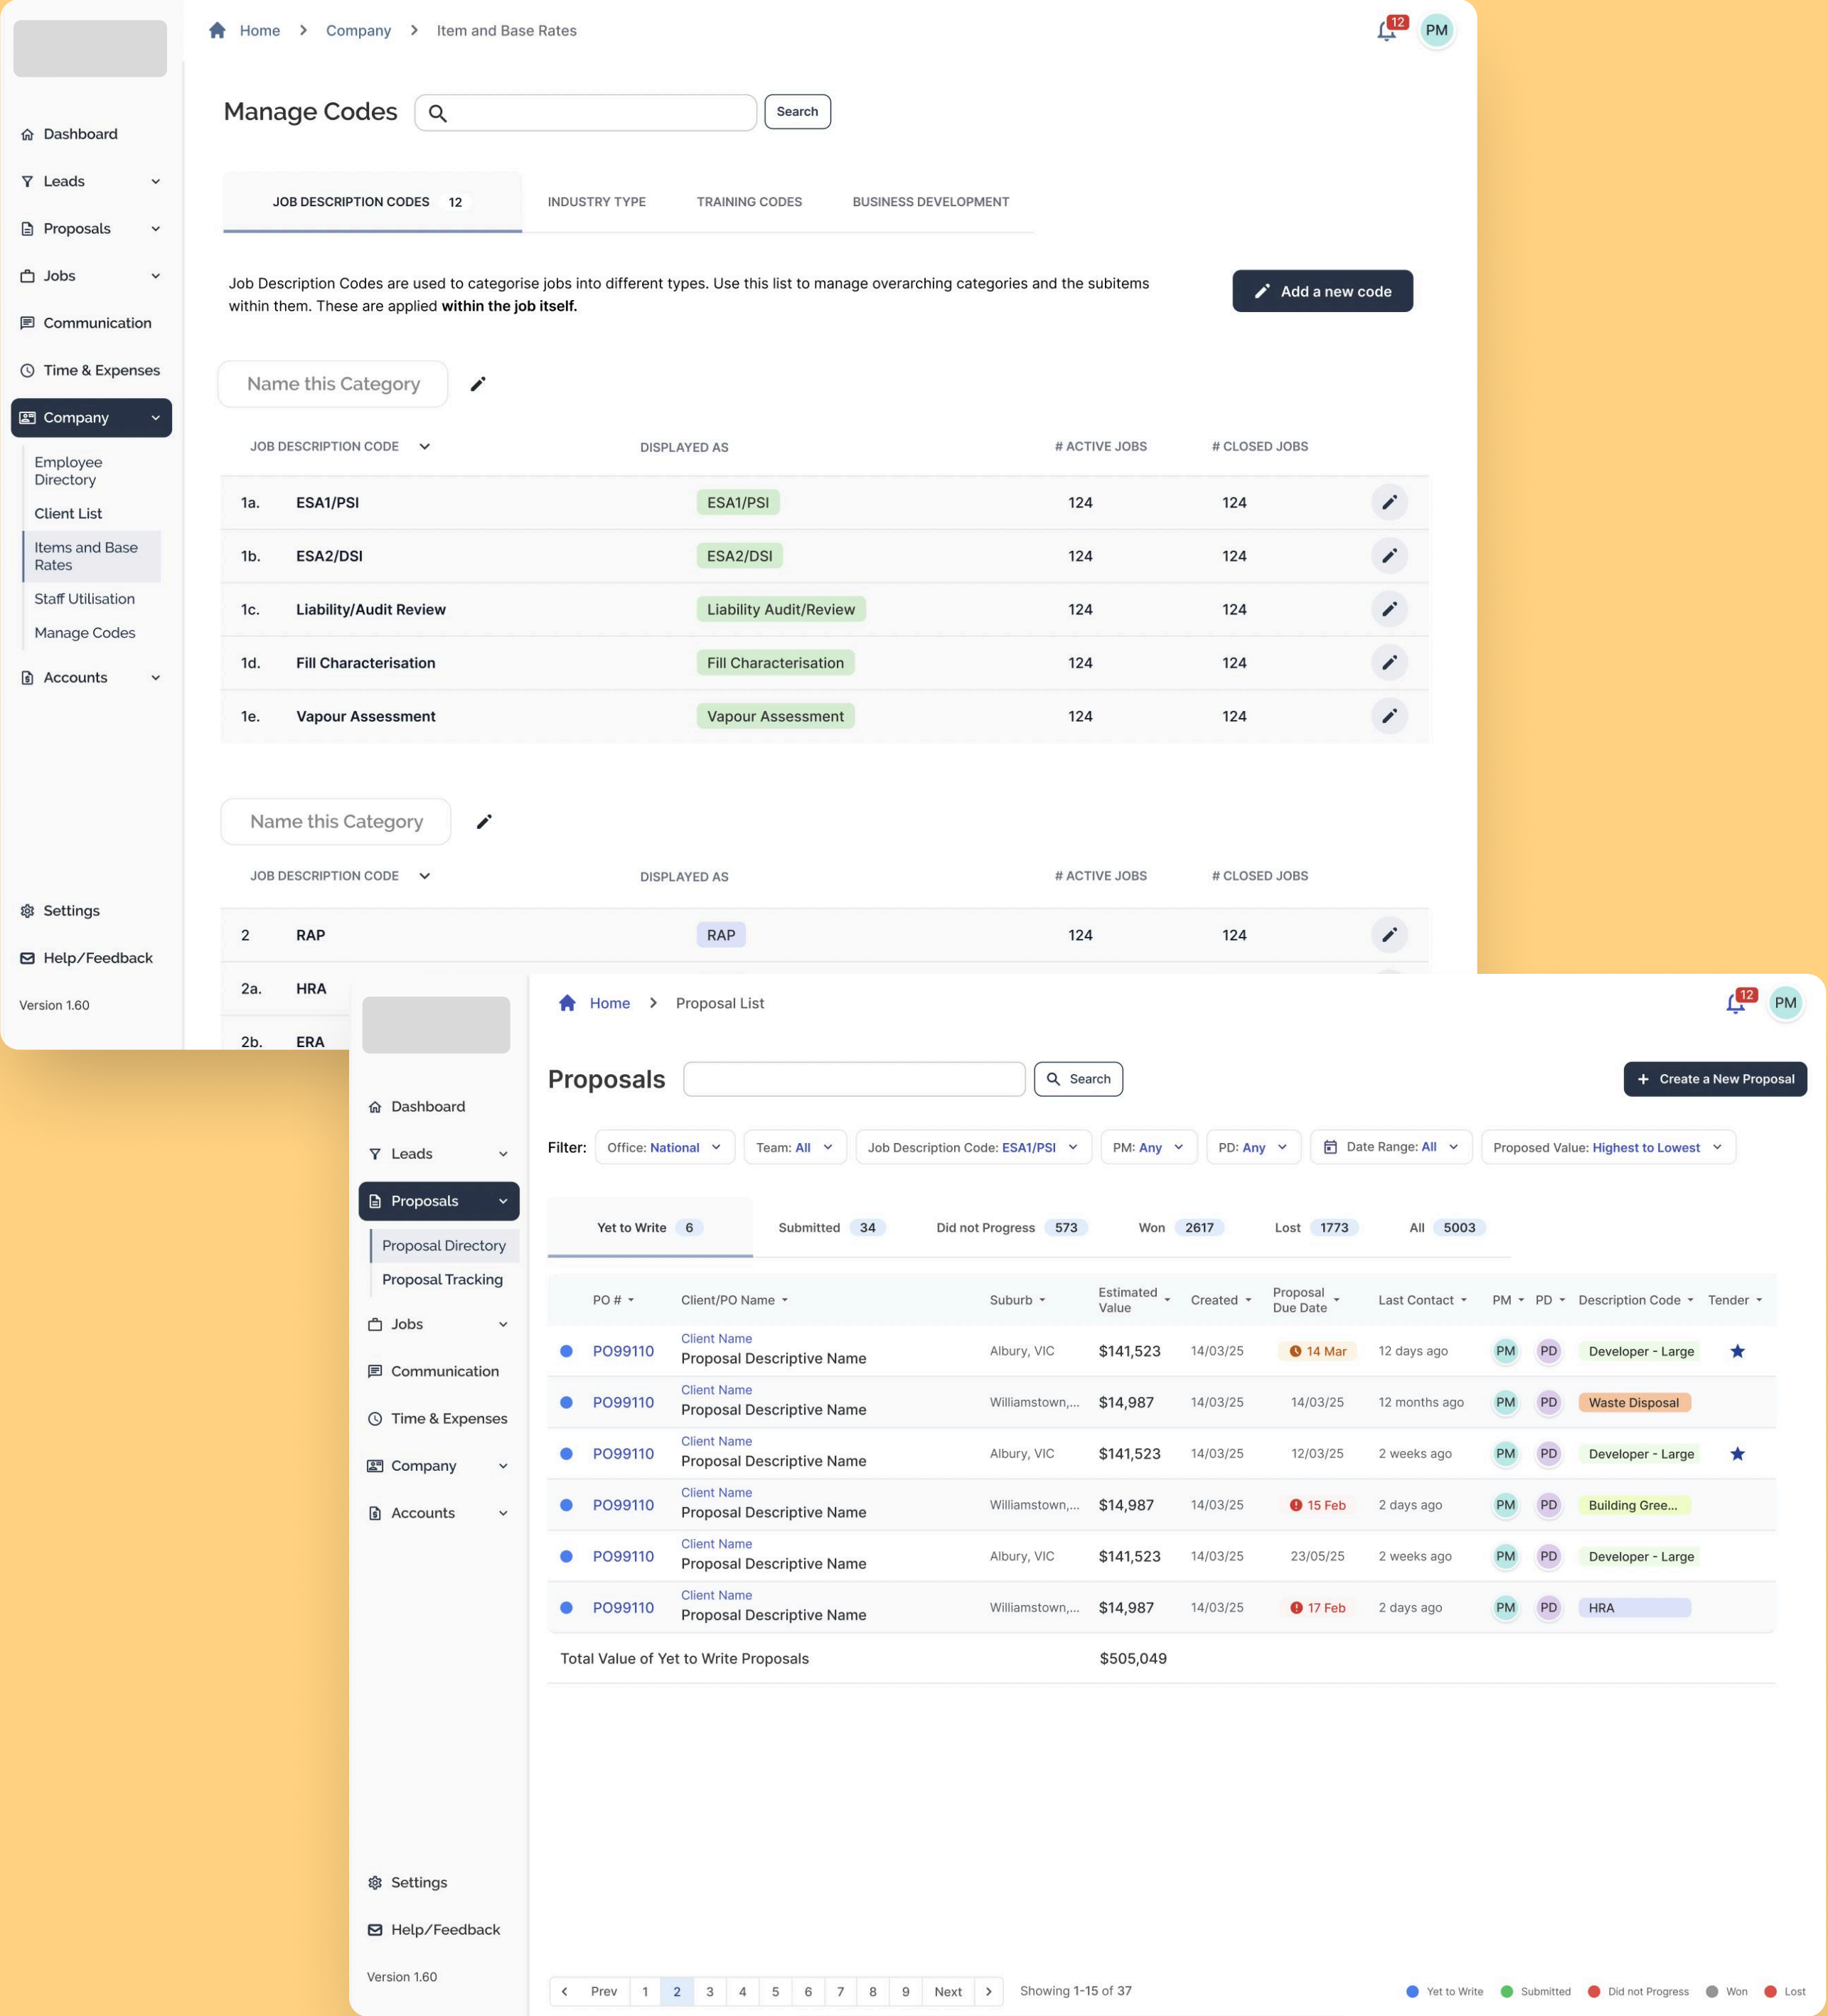 Home > Company > Item and Base Rates
12
PM
Manage Codes
Search
Dashboard
Leads
Proposals
Jobs
Communication
Time & Expenses
Company
Employee
Directory
Client List
Items and Base
Rates
Staff Utilisation
Manage Codes
Accounts
Settings
Help/Feedback
Version 1.60
JOB DESCRIPTION CODES 12 INDUSTRY TYPE TRAINING CODES BUSINESS DEVELOPMENT
Job Description Codes are used to categorise jobs into different types. Use this list to manage overarching categories and the subitems
within them. These are applied within the job itself.
Add a new code
Name this Category
JOB DESCRIPTION CODE DISPLAYED AS # ACTIVE JOBS # CLOSED JOBS
1a. ESA1/PSI ESA1/PSI 124 124
1b. ESA2/DSI ESA2/DSI 124 124
1c. Liability/Audit Review Liability Audit/Review 124 124
1d. Fill Characterisation Fill Characterisation 124 124
1e. Vapour Assessment Vapour Assessment 124 124
Name this Category
JOB DESCRIPTION CODE DISPLAYED AS # ACTIVE JOBS # CLOSED JOBS
2 RAP RAP 124 124
2a. HRA
2b. ERA
Home > Proposal List
12
PM
Proposals
Search
+ Create a New Proposal
Dashboard
Leads
Proposals
Proposal Directory
Proposal Tracking
Jobs
Communication
Time & Expenses
Company
Accounts
Settings
Help/Feedback
Version 1.60
Filter: Office: National Team: All Job Description Code: ESA1/PSI PM: Any PD: Any Date Range: All Proposed Value: Highest to Lowest
Yet to Write 6 Submitted 34 Did not Progress 573 Won 2617 Lost 1773 All 5003
PO # Client/PO Name Suburb Estimated Value Created Proposal Due Date Last Contact PM PD Description Code Tender
Client Name
PO99110 Proposal Descriptive Name Albury, VIC $141,523 14/03/25 14 Mar 12 days ago PM PD Developer - Large
Client Name
PO99110 Proposal Descriptive Name Williamstown,... $14,987 14/03/25 14/03/25 12 months ago PM PD Waste Disposal
Client Name
PO99110 Proposal Descriptive Name Albury, VIC $141,523 14/03/25 12/03/25 2 weeks ago PM PD Developer - Large
Client Name
PO99110 Proposal Descriptive Name Williamstown,... $14,987 14/03/25 15 Feb 2 days ago PM PD Building Gree...
Client Name
PO99110 Proposal Descriptive Name Albury, VIC $141,523 14/03/25 23/05/25 2 weeks ago PM PD Developer - Large
Client Name
PO99110 Proposal Descriptive Name Williamstown,... $14,987 14/03/25 17 Feb 2 days ago PM PD HRA
Total Value of Yet to Write Proposals $505,049
< Prev 1 2 3 4 5 6 7 8 9 Next > Showing 1-15 of 37
Yet to Write Submitted Did not Progress Won Lost